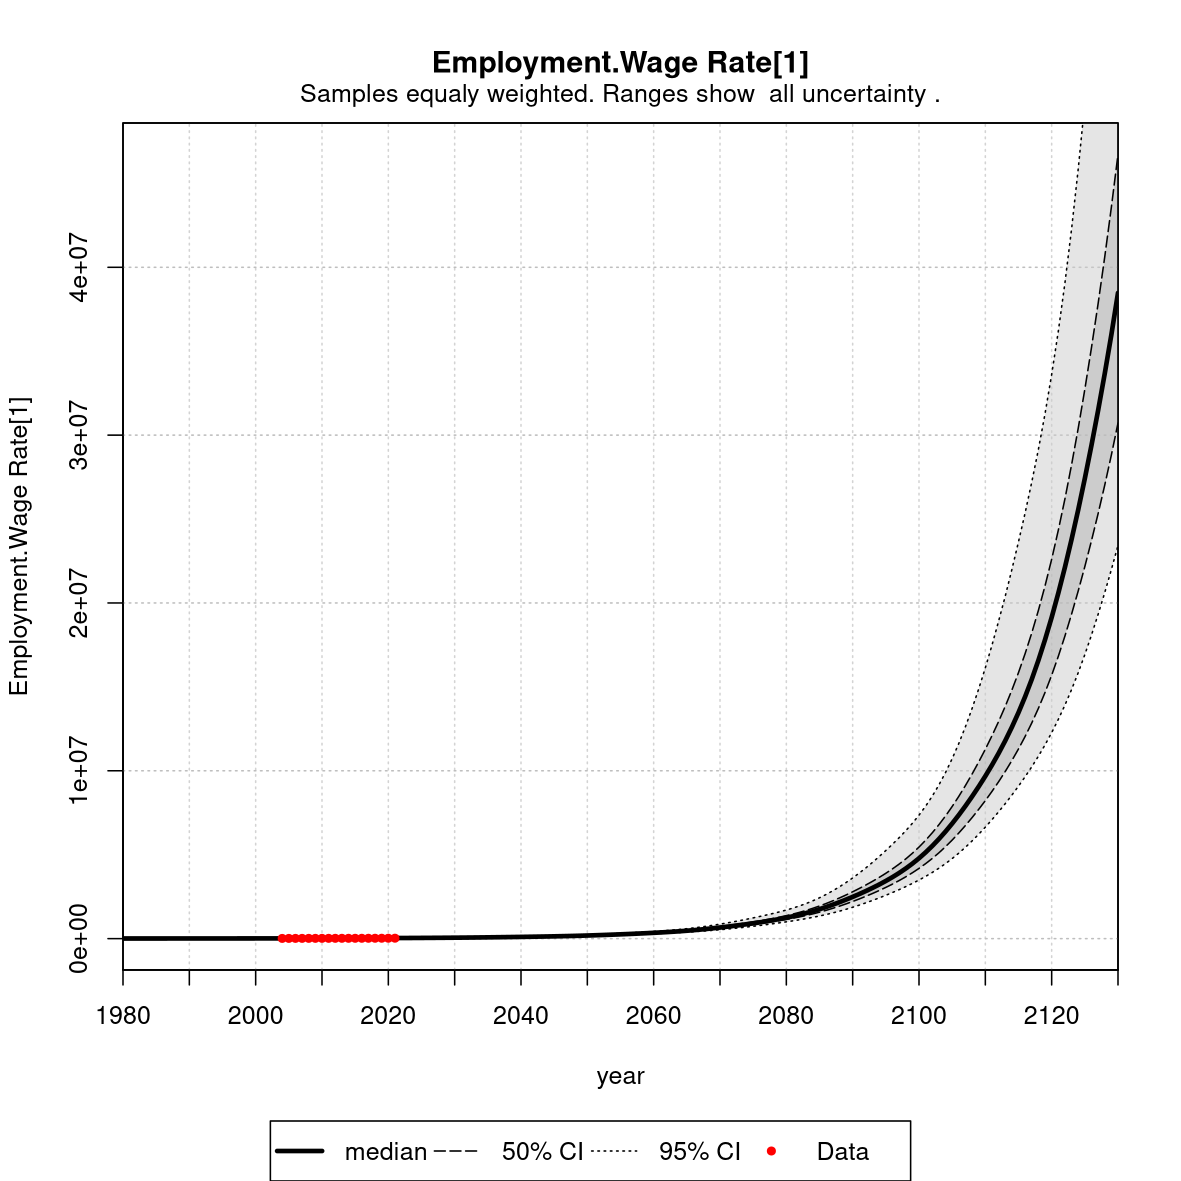 Employment.Wage Rate[1]
Samples equaly weighted. Ranges show  all uncertainty .
Employment.Wage Rate[1]
4e+07
3e+07
2e+07
1e+07
0e+00
1980 2000 2020 2040 2060 2080 2100 2120
year
median 50% CI 95% CI Data